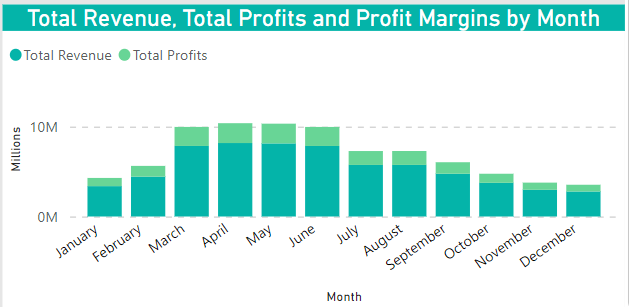 Total Revenue, Total Profits and Profit Margins by Month
Total Revenue Total Profits
Millions
10M
0M
January
February
March
April
May
June
July
August
September
October
November
December
Month